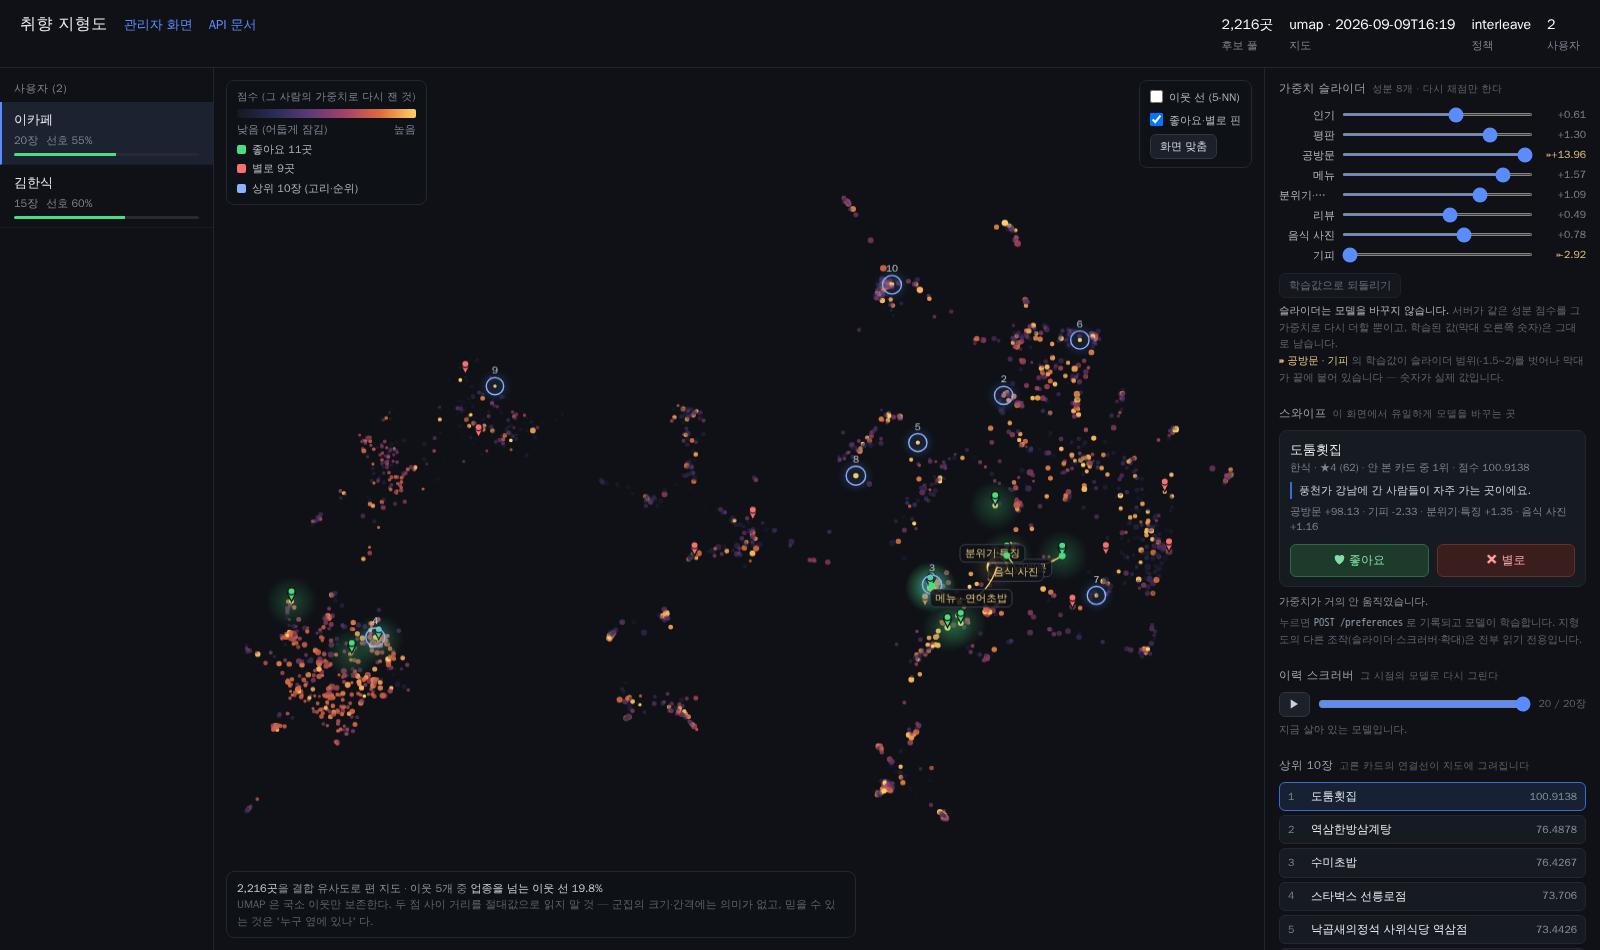 취향 지형도 관리자 화면 API 문서
2,216곳 umap · 2026-09-09T16:19 interleave 2
후보 풀 지도 정책 사용자
사용자 (2)
이카페
20장 선호 55%
김한식
15장 선호 60%
점수 (그 사람의 가중치로 다시 잰 것)
낮음 (어둡게 잠김) 높음
좋아요 11곳
별로 9곳
상위 10장 (고리·순위)
이웃 선 (5-NN)
좋아요·별로 핀
화면 맞춤
10
6
9
2
5
8
분위기·특징
음식 사진
3
메뉴 · 연어초밥
7
4
2,216곳을 결합 유사도로 편 지도 · 이웃 5개 중 업종을 넘는 이웃 선 19.8%
UMAP 은 국소 이웃만 보존한다. 두 점 사이 거리를 절대값으로 읽지 말 것 — 군집의 크기·간격에는 의미가 없고, 믿을 수 있
는 것은 '누구 옆에 있나' 다.
가중치 슬라이더 성분 8개 · 다시 채점만 한다
인기 +0.61
평판 +1.30
공방문 ⇤+13.96
메뉴 +1.57
분위기·… +1.09
리뷰 +0.49
음식 사진 +0.78
기피 ⇤-2.92
학습값으로 되돌리기
슬라이더는 모델을 바꾸지 않습니다. 서버가 같은 성분 점수를 그
가중치로 다시 더할 뿐이고, 학습된 값(막대 오른쪽 숫자)은 그대
로 남습니다.
공방문 · 기피 의 학습값이 슬라이더 범위(-1.5~2)를 벗어나 막대
가 끝에 붙어 있습니다 — 숫자가 실제 값입니다.
스와이프 이 화면에서 유일하게 모델을 바꾸는 곳
도툼횟집
한식 · ★4 (62) · 안 본 카드 중 1위 · 점수 100.9138
풍천가 강남에 간 사람들이 자주 가는 곳이에요.
공방문 +98.13 · 기피 -2.33 · 분위기·특징 +1.35 · 음식 사진
+1.16
♥ 좋아요 ✖ 별로
가중치가 거의 안 움직였습니다.
누르면 POST /preferences 로 기록되고 모델이 학습합니다. 지형
도의 다른 조작(슬라이더·스크러버·확대)은 전부 읽기 전용입니다.
이력 스크러버 그 시점의 모델로 다시 그린다
▶ 20 / 20장
지금 살아 있는 모델입니다.
상위 10장 고른 카드의 연결선이 지도에 그려집니다
1 도툼횟집 100.9138
2 역삼한방삼계탕 76.4878
3 수미초밥 76.4267
4 스타벅스 선릉로점 73.706
5 낙곱새의정석 사위식당 역삼점 73.4426